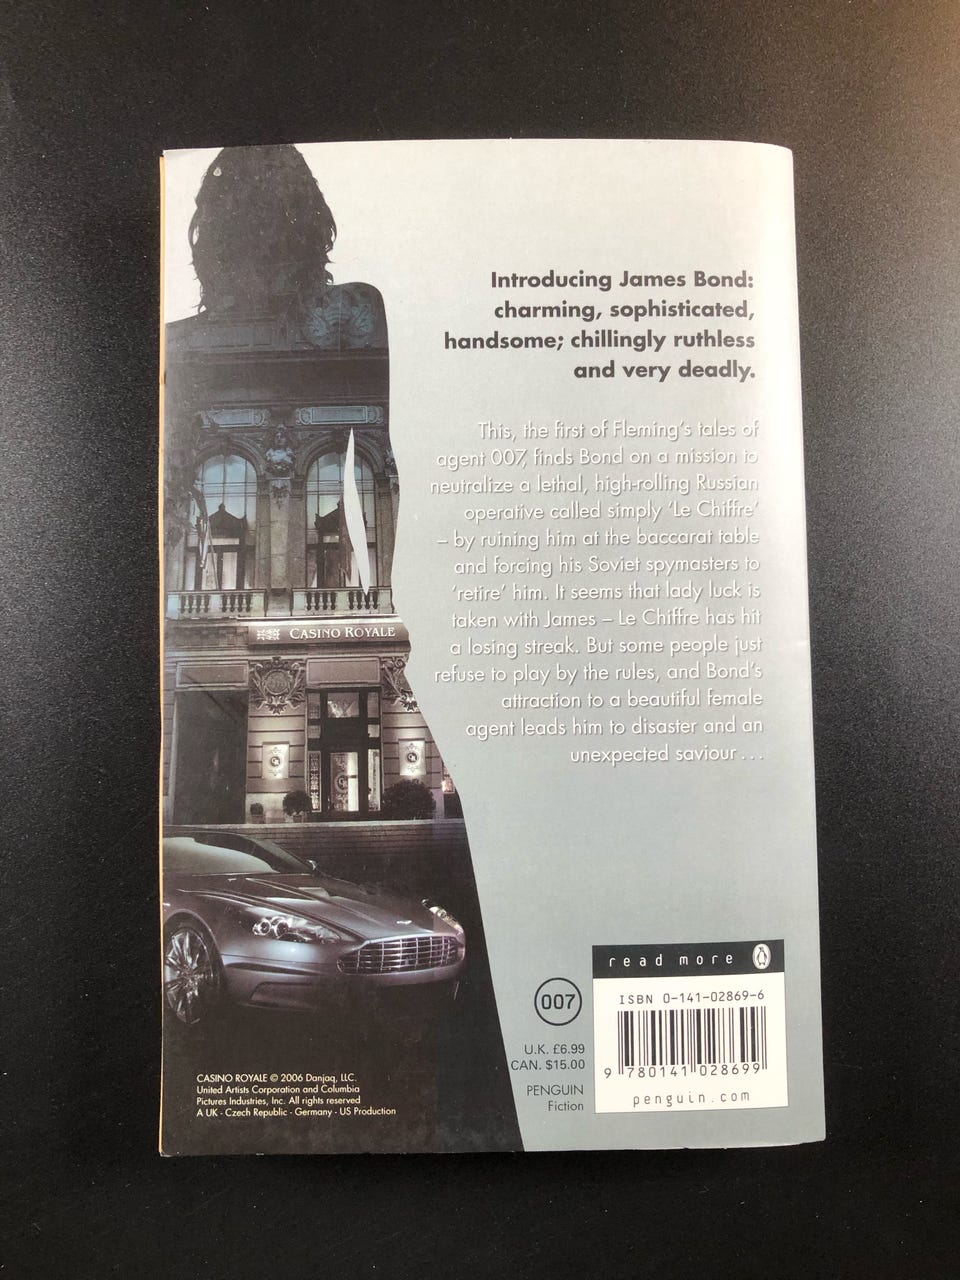 Introducing James Bond:
charming, sophisticated,
handsome; chillingly ruthless
and very deadly.
This, the first of Fleming's tales of
agent 007, finds Bond on a mission to
neutralize a lethal, high-rolling Russian
operative called simply 'Le Chiffre'
– by ruining him at the baccarat table
and forcing his Soviet spymasters to
'retire' him. It seems that lady luck is
taken with James – Le Chiffre has hit
a losing streak. But some people just
refuse to play by the rules, and Bond's
attraction to a beautiful female
agent leads him to disaster and an
unexpected saviour . . .
CASINO ROYALE
read more
ISBN 0-141-02869-6
9 780141 028699
penguin.com
007
U.K. £6.99
CAN. $15.00
PENGUIN
Fiction
CASINO ROYALE © 2006 Danjaq, LLC.
United Artists Corporation and Columbia
Pictures Industries, Inc. All rights reserved
A UK - Czech Republic - Germany - US Production